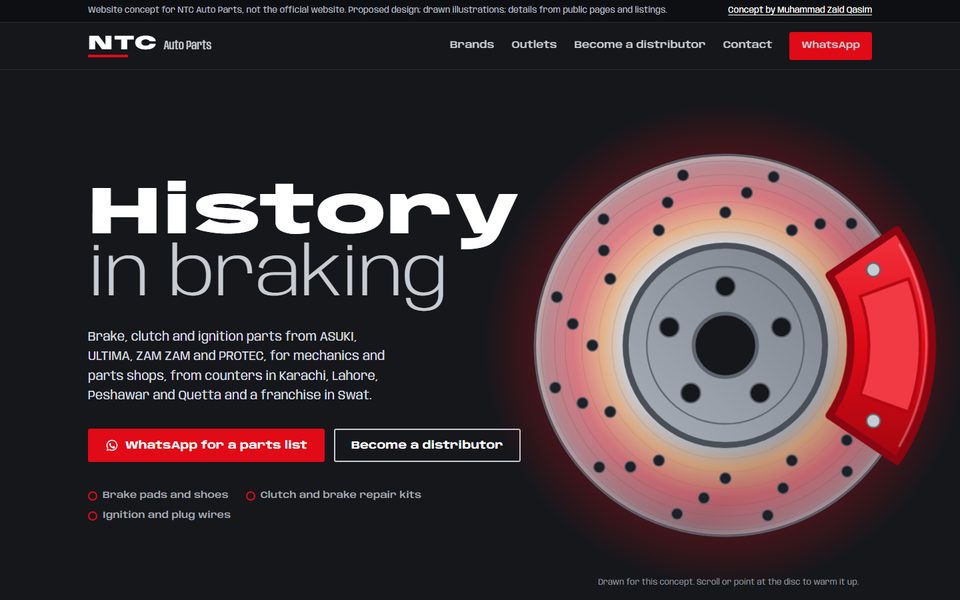 Website concept for NTC Auto Parts, not the official website. Proposed design; drawn illustrations; details from public pages and listings.
Concept by Muhammad Zaid Qasim
NTC Auto Parts
Brands
Outlets
Become a distributor
Contact
WhatsApp
History
in braking
Brake, clutch and ignition parts from ASUKI,
ULTIMA, ZAM ZAM and PROTEC, for mechanics and
parts shops, from counters in Karachi, Lahore,
Peshawar and Quetta and a franchise in Swat.
WhatsApp for a parts list
Become a distributor
Brake pads and shoes
Clutch and brake repair kits
Ignition and plug wires
Drawn for this concept. Scroll or point at the disc to warm it up.